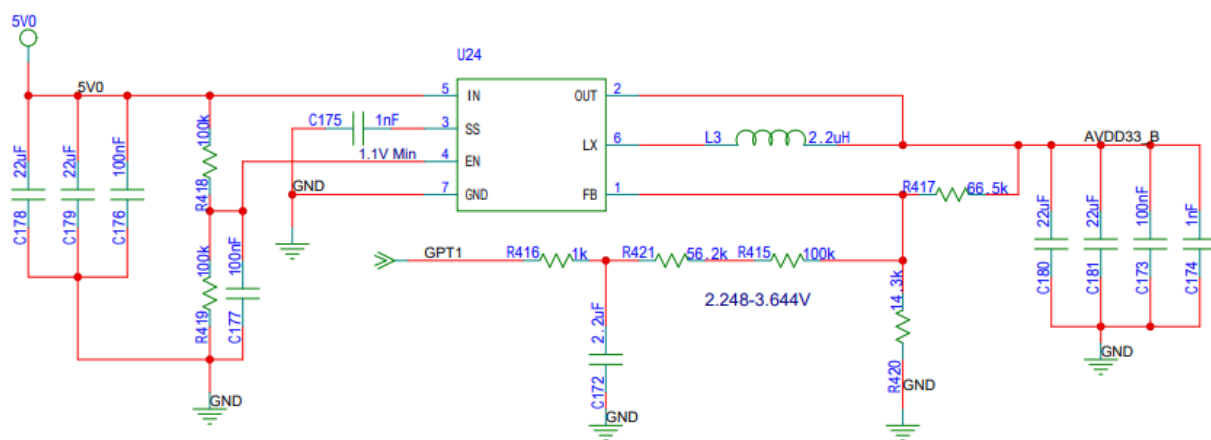 5V0
U24
5V0
5
IN
OUT
2
C175
1nF
3
SS
LX
6
L3
2.2uH
AVDD33_B
1.1V Min
4
EN
GND
7
GND
FB
1
R417
66.5k
22uF
C178
22uF
C179
100nF
C176
100k
R418
100k
R419
100nF
C177
GND
GPT1
R416
1k
R421
56.2k
R415
100k
2.248-3.644V
2.2uF
C172
GND
14.3k
R420
GND
22uF
C180
22uF
C181
100nF
C173
1nF
C174
GND